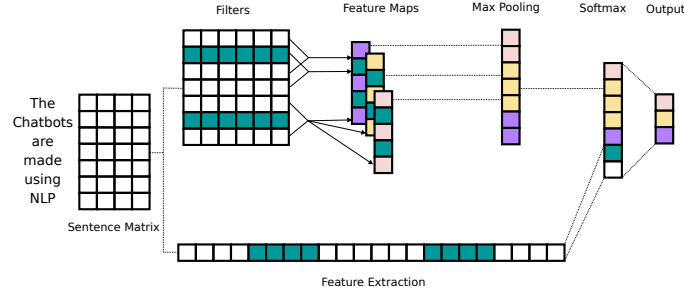 Filters
Feature Maps
Max Pooling
Softmax
Output
The
Chatbots
are
made
using
NLP
Sentence Matrix
Feature Extraction